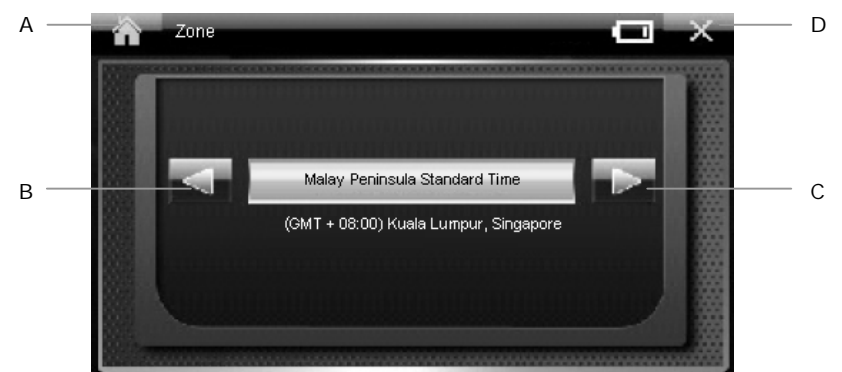 A
Zone
D
B
Malay Peninsula Standard Time
C
(GMT + 08:00) Kuala Lumpur, Singapore